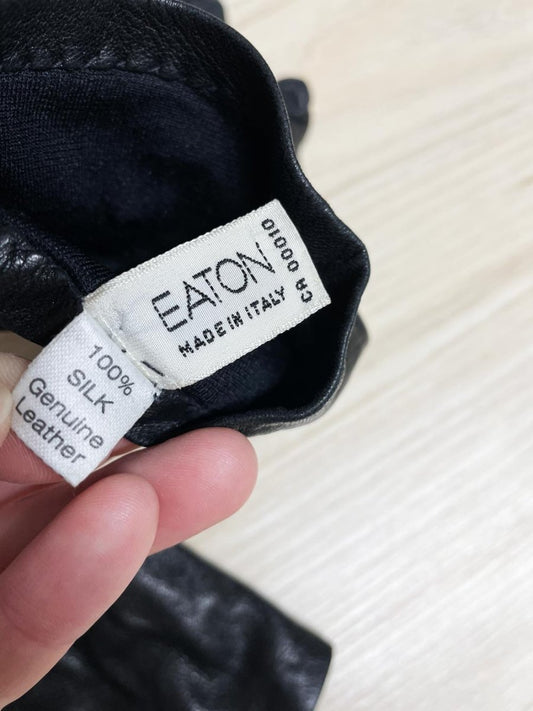 EATON
MADE IN ITALY
CA 00010
100%
SILK
Genuine
Leather